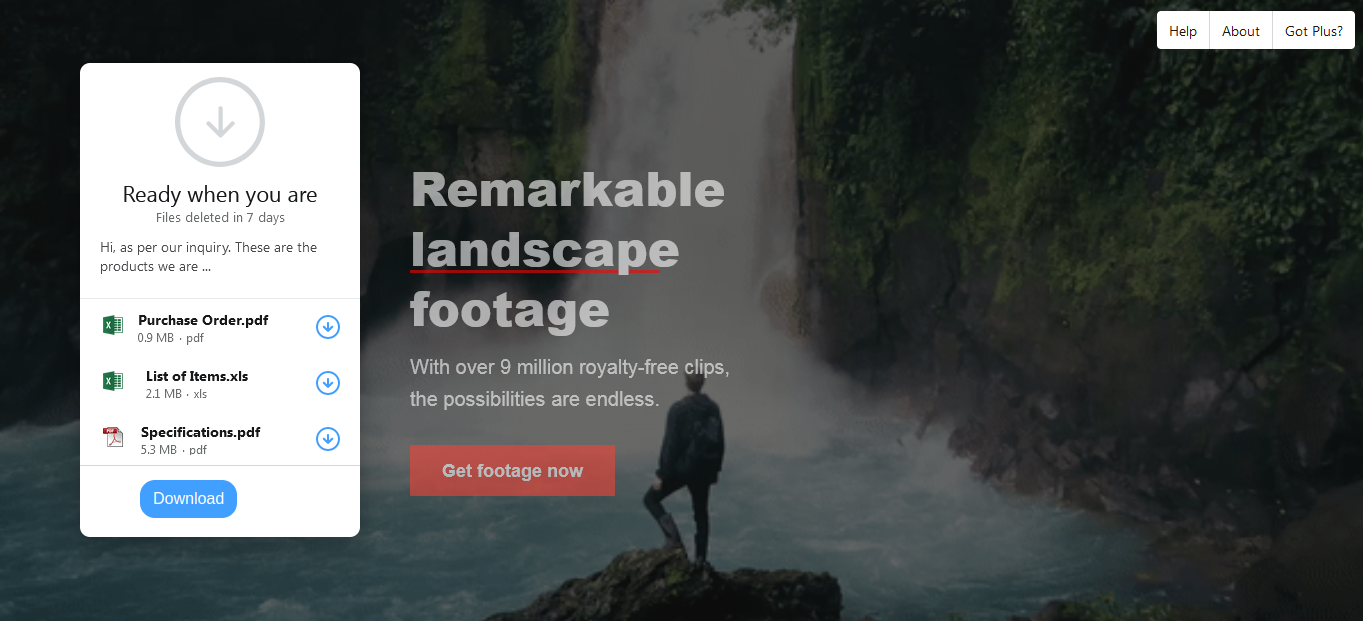 Help
About
Got Plus?
Ready when you are
Files deleted in 7 days
Hi, as per our inquiry. These are the
products we are ...
Purchase Order.pdf
0.9 MB · pdf
List of Items.xls
2.1 MB · xls
Specifications.pdf
5.3 MB · pdf
Download
Remarkable
landscape
footage
With over 9 million royalty-free clips,
the possibilities are endless.
Get footage now